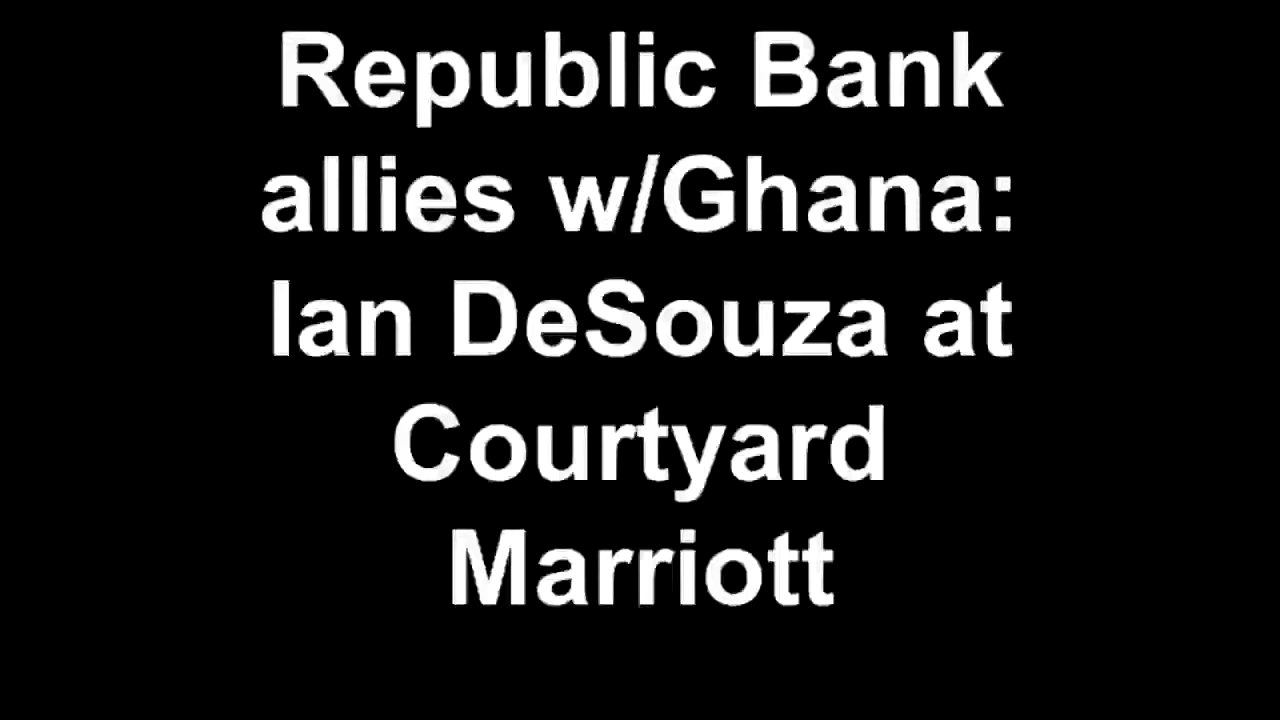 Republic Bank
allies w/Ghana:
Ian DeSouza at
Courtyard
Marriott